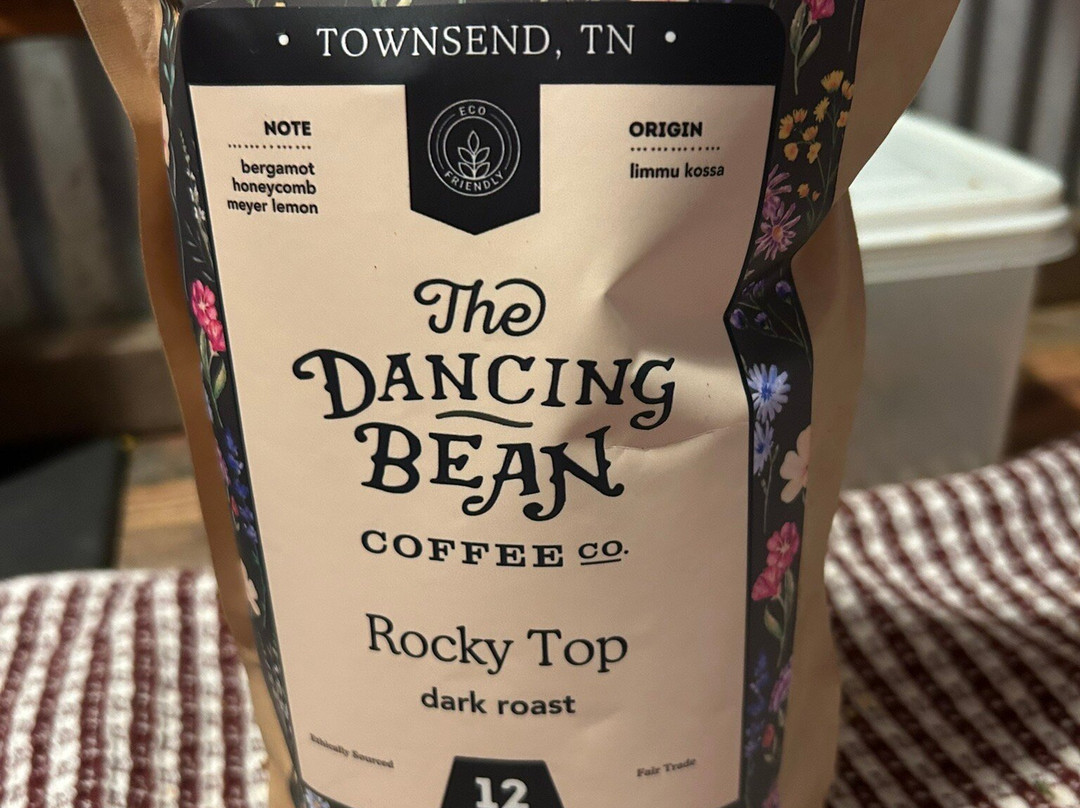 • TOWNSEND, TN •
NOTE
bergamot
honeycomb
meyer lemon
ECO
FRIENDLY
ORIGIN
limmu kossa
The
DANCING
BEAN
COFFEE CO.
Rocky Top
dark roast
Ethically Sourced
Fair Trade
12